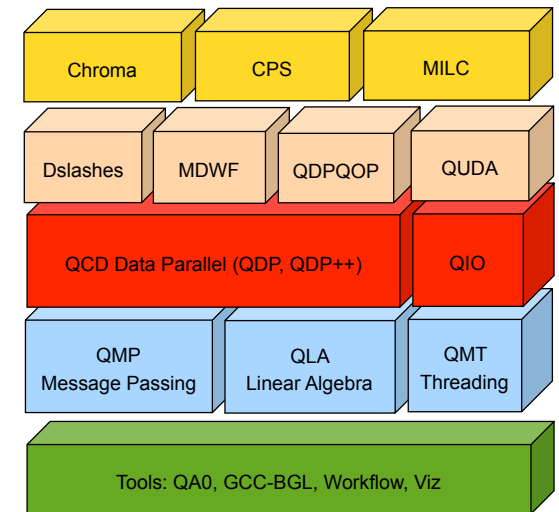 Chroma
CPS
MILC
Dslashes
MDWF
QDPQOP
QUDA
QCD Data Parallel (QDP, QDP++)
QIO
QMP
Message Passing
QLA
Linear Algebra
QMT
Threading
Tools: QA0, GCC-BGL, Workflow, Viz